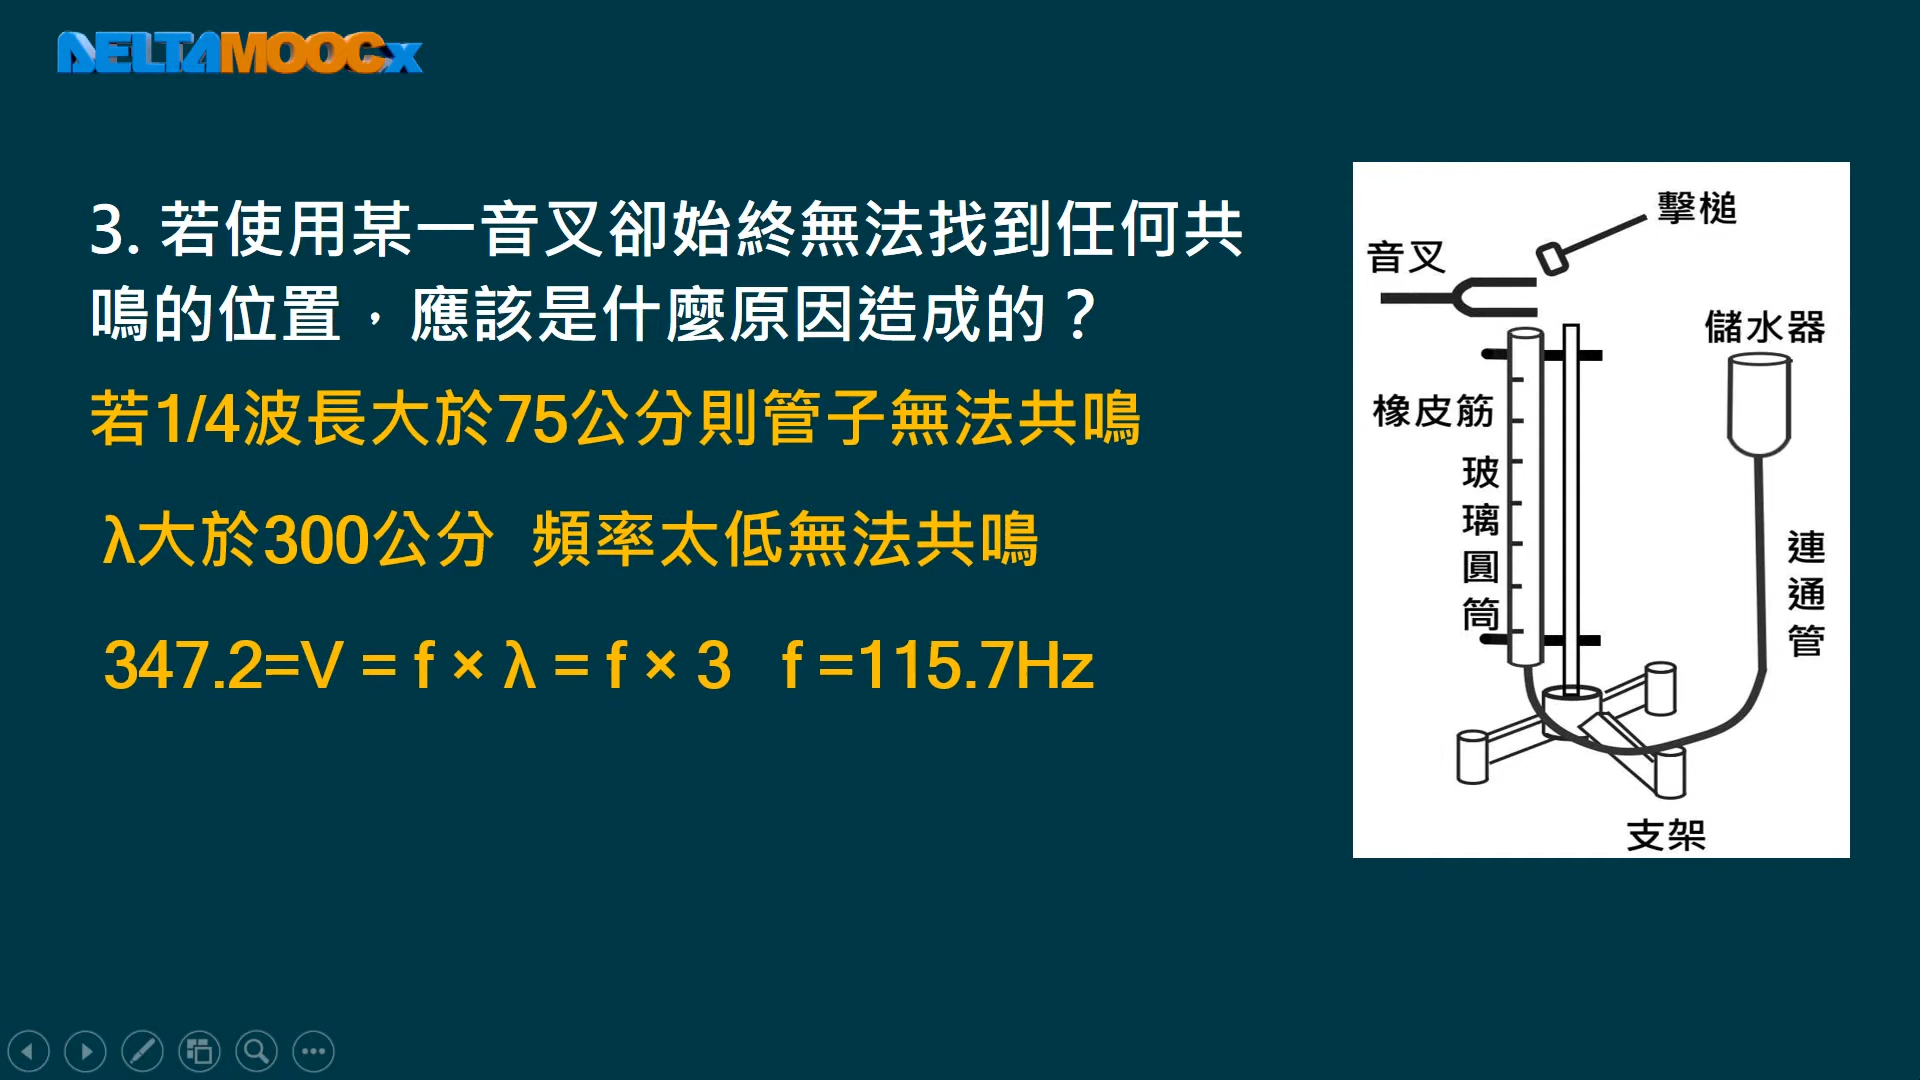 DELTAMOOCx
3. 若使用某一音叉卻始終無法找到任何共
鳴的位置，應該是什麼原因造成的？
若1/4波長大於75公分則管子無法共鳴
λ大於300公分 頻率太低無法共鳴
347.2=V = f × λ = f × 3 f =115.7Hz
擊槌
音叉
儲水器
橡皮筋
玻璃圓筒
連通管
支架